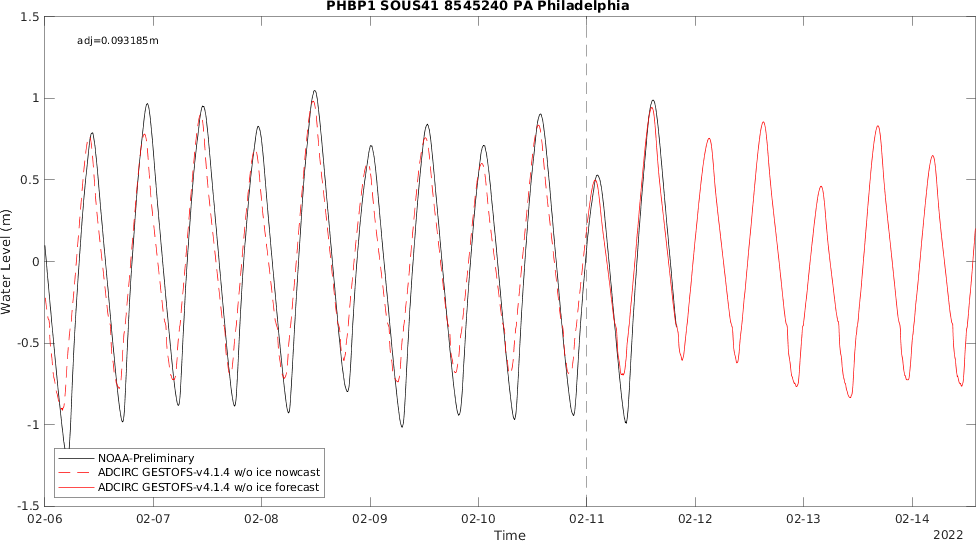 PHBP1 SOUS41 8545240 PA Philadelphia
1.5
adj=0.093185m
1
0.5
0
-0.5
-1
-1.5
Water Level (m)
NOAA-Preliminary
ADCIRC GESTOFS-v4.1.4 w/o ice nowcast
ADCIRC GESTOFS-v4.1.4 w/o ice forecast
02-06 02-07 02-08 02-09 02-10 02-11 02-12 02-13 02-14
Time
2022